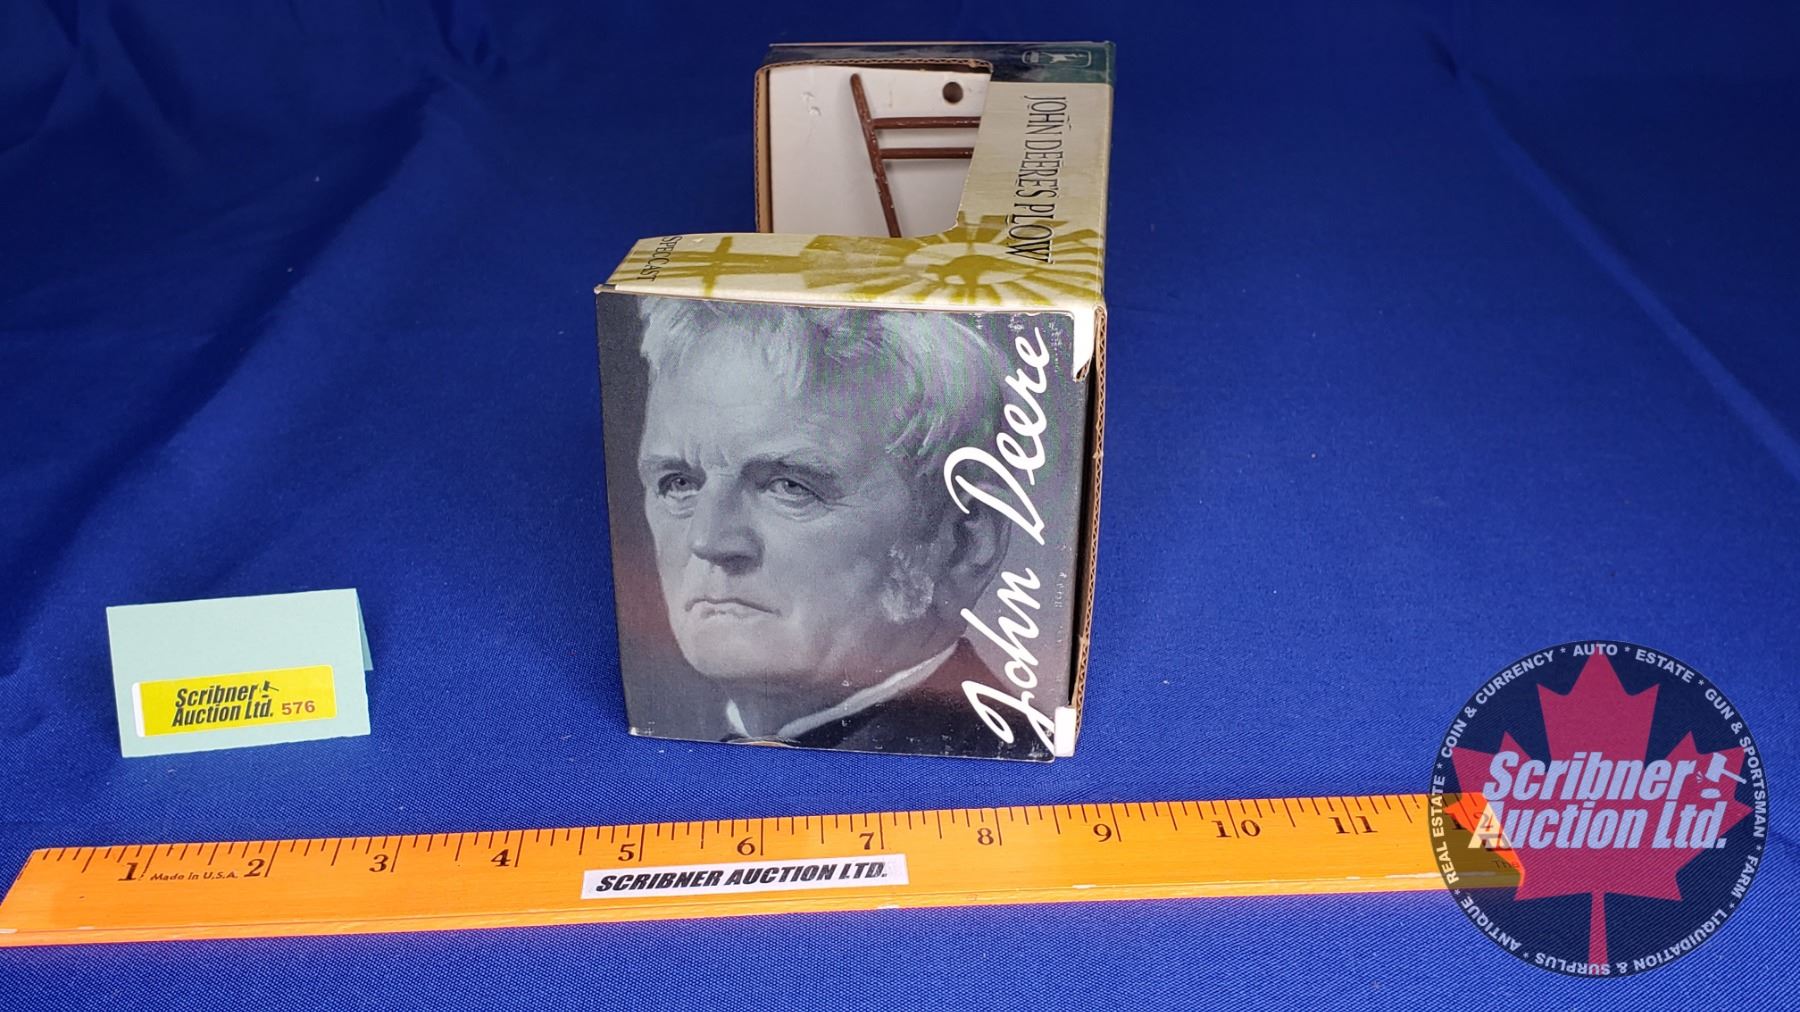 JOHN DEERE'S PLOW
SPECCAST
John Deere
Scribner
Auction Ltd. 576
1 2 3 4 5 6 7 8 9 10 11 12
Made in U.S.A.
SCRIBNER AUCTION LTD.
ANTIQUE * REAL ESTATE * COIN & CURRENCY * AUTO * ESTATE * GUN & SPORTSMAN * FARM * LIQUIDATION & SURPLUS *
Scribner
Auction Ltd.